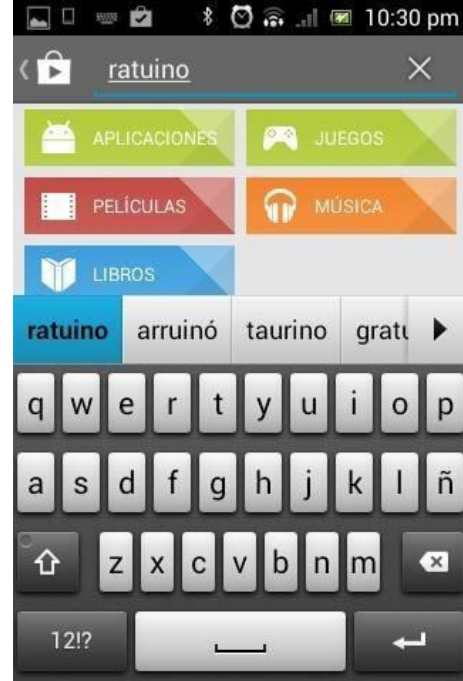 10:30 pm
ratuino
APLICACIONES JUEGOS
PELÍCULAS MÚSICA
LIBROS
ratuino arruinó taurino gratu
q w e r t y u i o p
a s d f g h j k l ñ
z x c v b n m
12!?